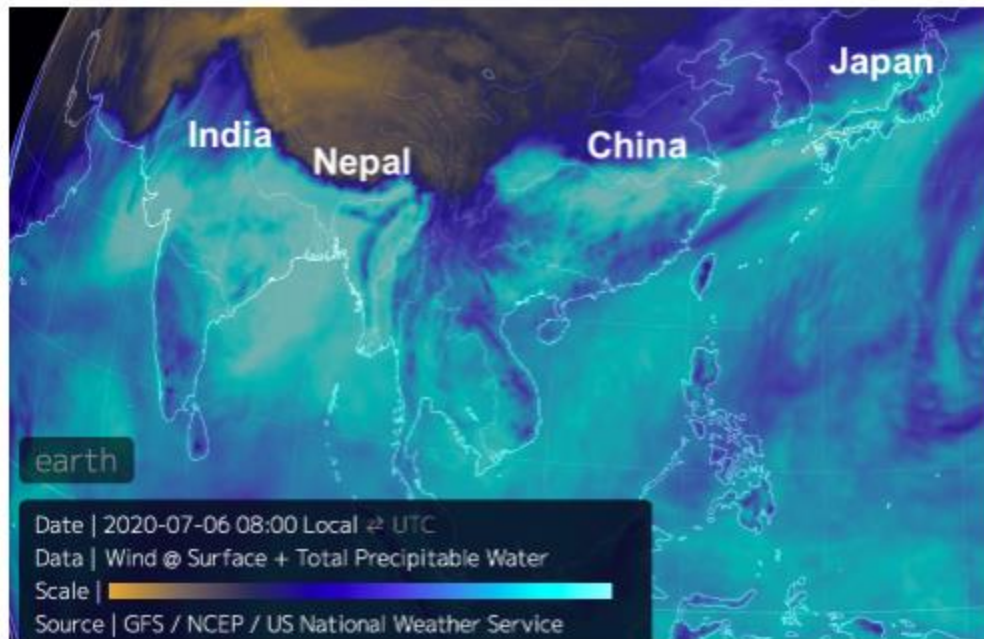 Japan
India
Nepal
China
earth
Date | 2020-07-06 08:00 Local ⇄ UTC
Data | Wind @ Surface + Total Precipitable Water
Scale |
Source | GFS / NCEP / US National Weather Service